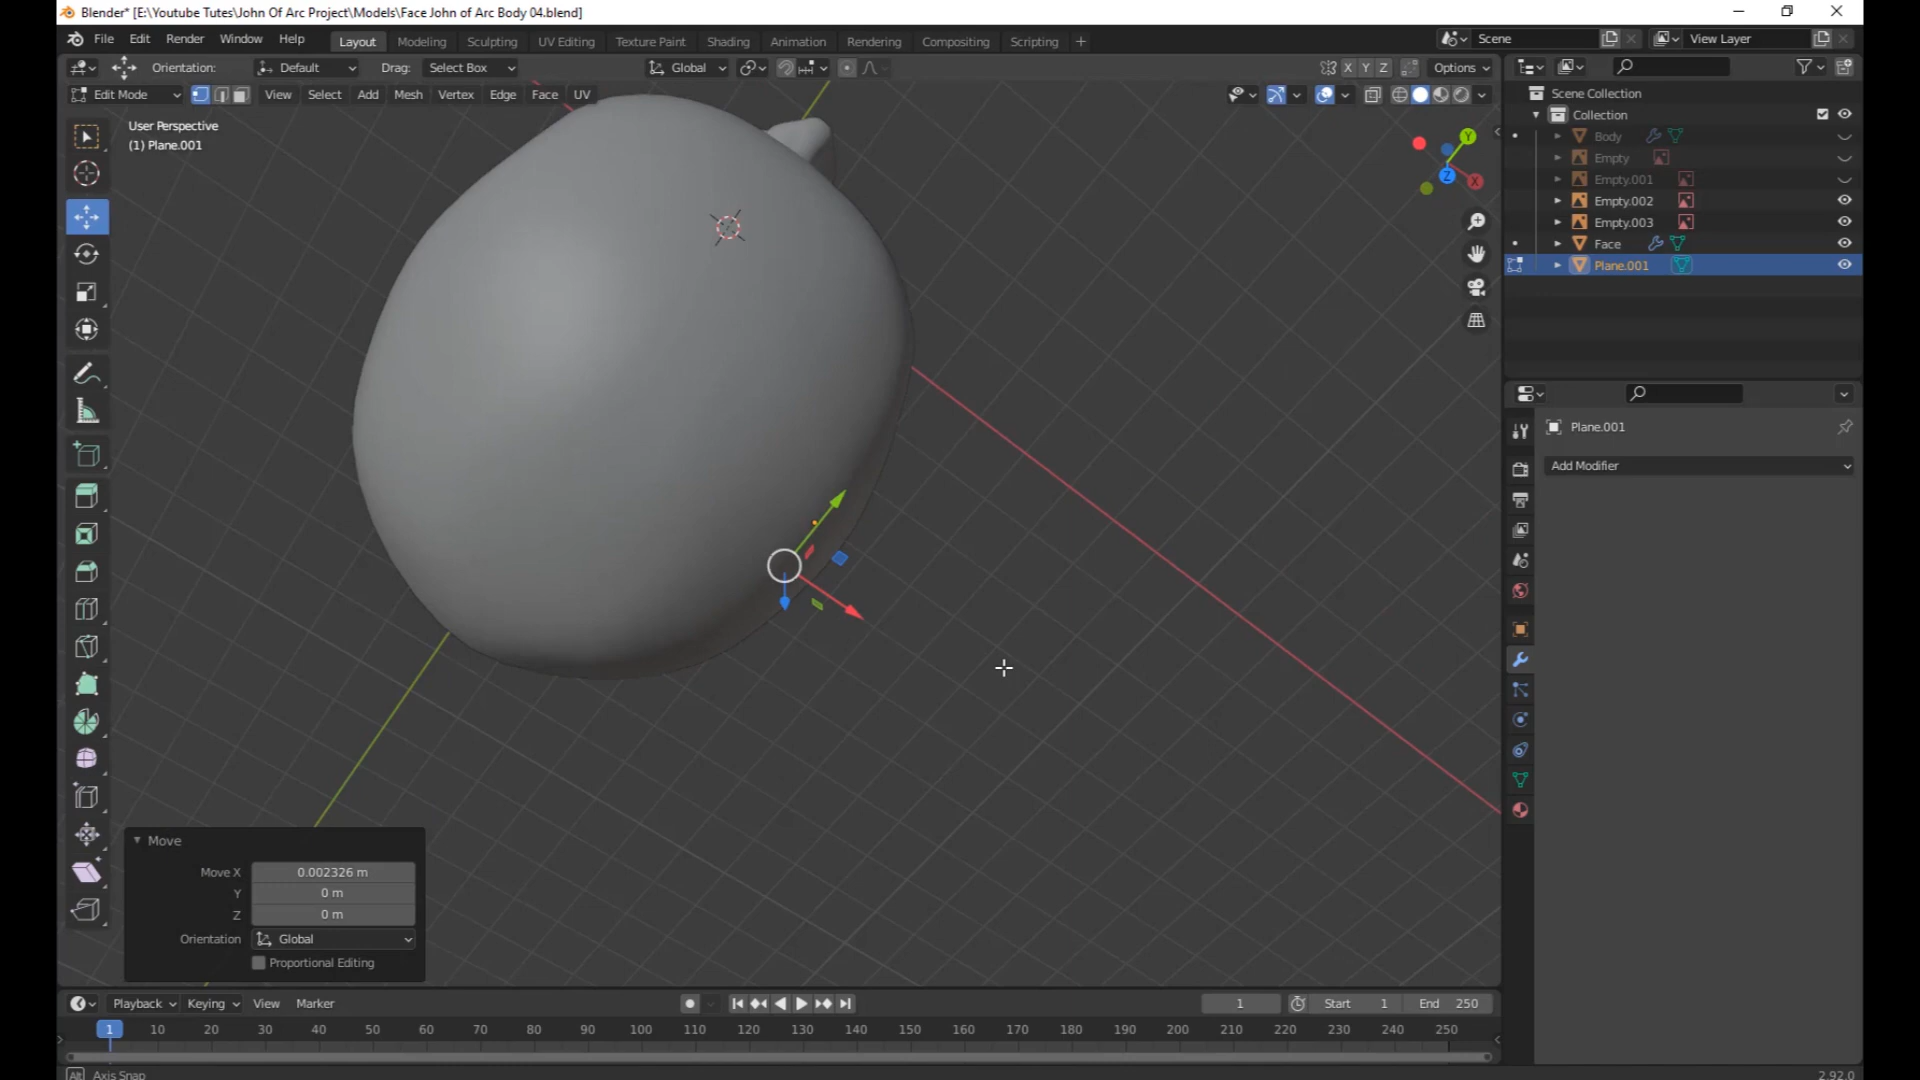 Blender* [E:\Youtube Tutes\John Of Arc Project\Models\Face John of Arc Body 04.blend]
File Edit Render Window Help Layout Modeling Sculpting UV Editing Texture Paint Shading Animation Rendering Compositing Scripting + Scene View Layer
Orientation: Default Drag: Select Box Global X Y Z Options
Edit Mode View Select Add Mesh Vertex Edge Face UV
User Perspective
(1) Plane.001
Y
X
Z
Scene Collection
Collection
Body
Empty
Empty.001
Empty.002
Empty.003
Face
Plane.001
Plane.001
Add Modifier
Move
Move X 0.002326 m
Y 0 m
Z 0 m
Orientation Global
Proportional Editing
Playback Keying View Marker 1 Start 1 End 250
1 10 20 30 40 50 60 70 80 90 100 110 120 130 140 150 160 170 180 190 200 210 220 230 240 250
Alt Axis Snap 2.92.0